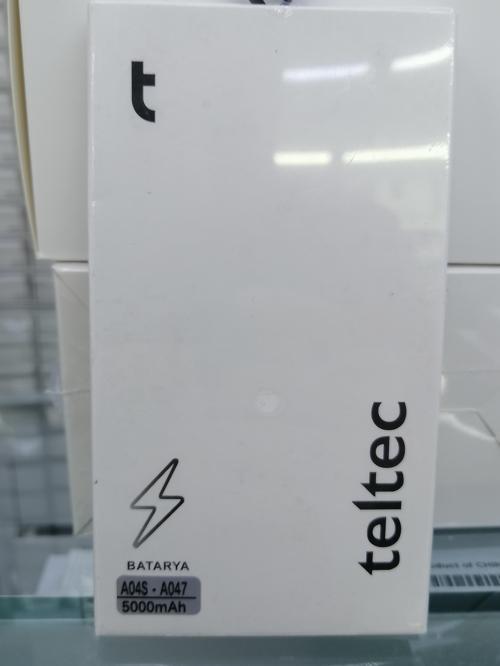 t
teltec
BATARYA
A04S - A047
5000mAh